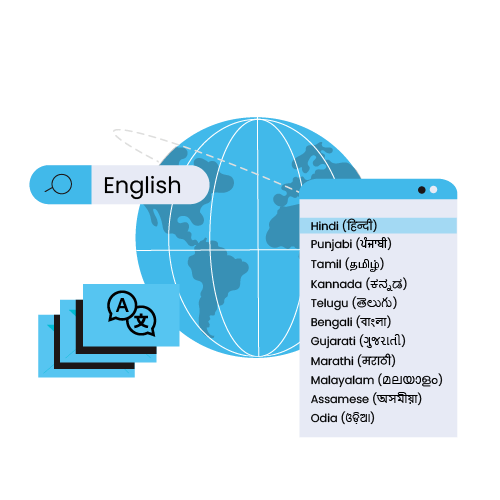 English
Hindi (हिन्दी)
Punjabi (ਪੰਜਾਬੀ)
Tamil (தமிழ்)
Kannada (ಕನ್ನಡ)
Telugu (తెలుగు)
Bengali (বাংলা)
Gujarati (ગુજરાતી)
Marathi (मराठी)
Malayalam (മലയാളം)
Assamese (অসমীয়া)
Odia (ଓଡ଼ିଆ)
A
文